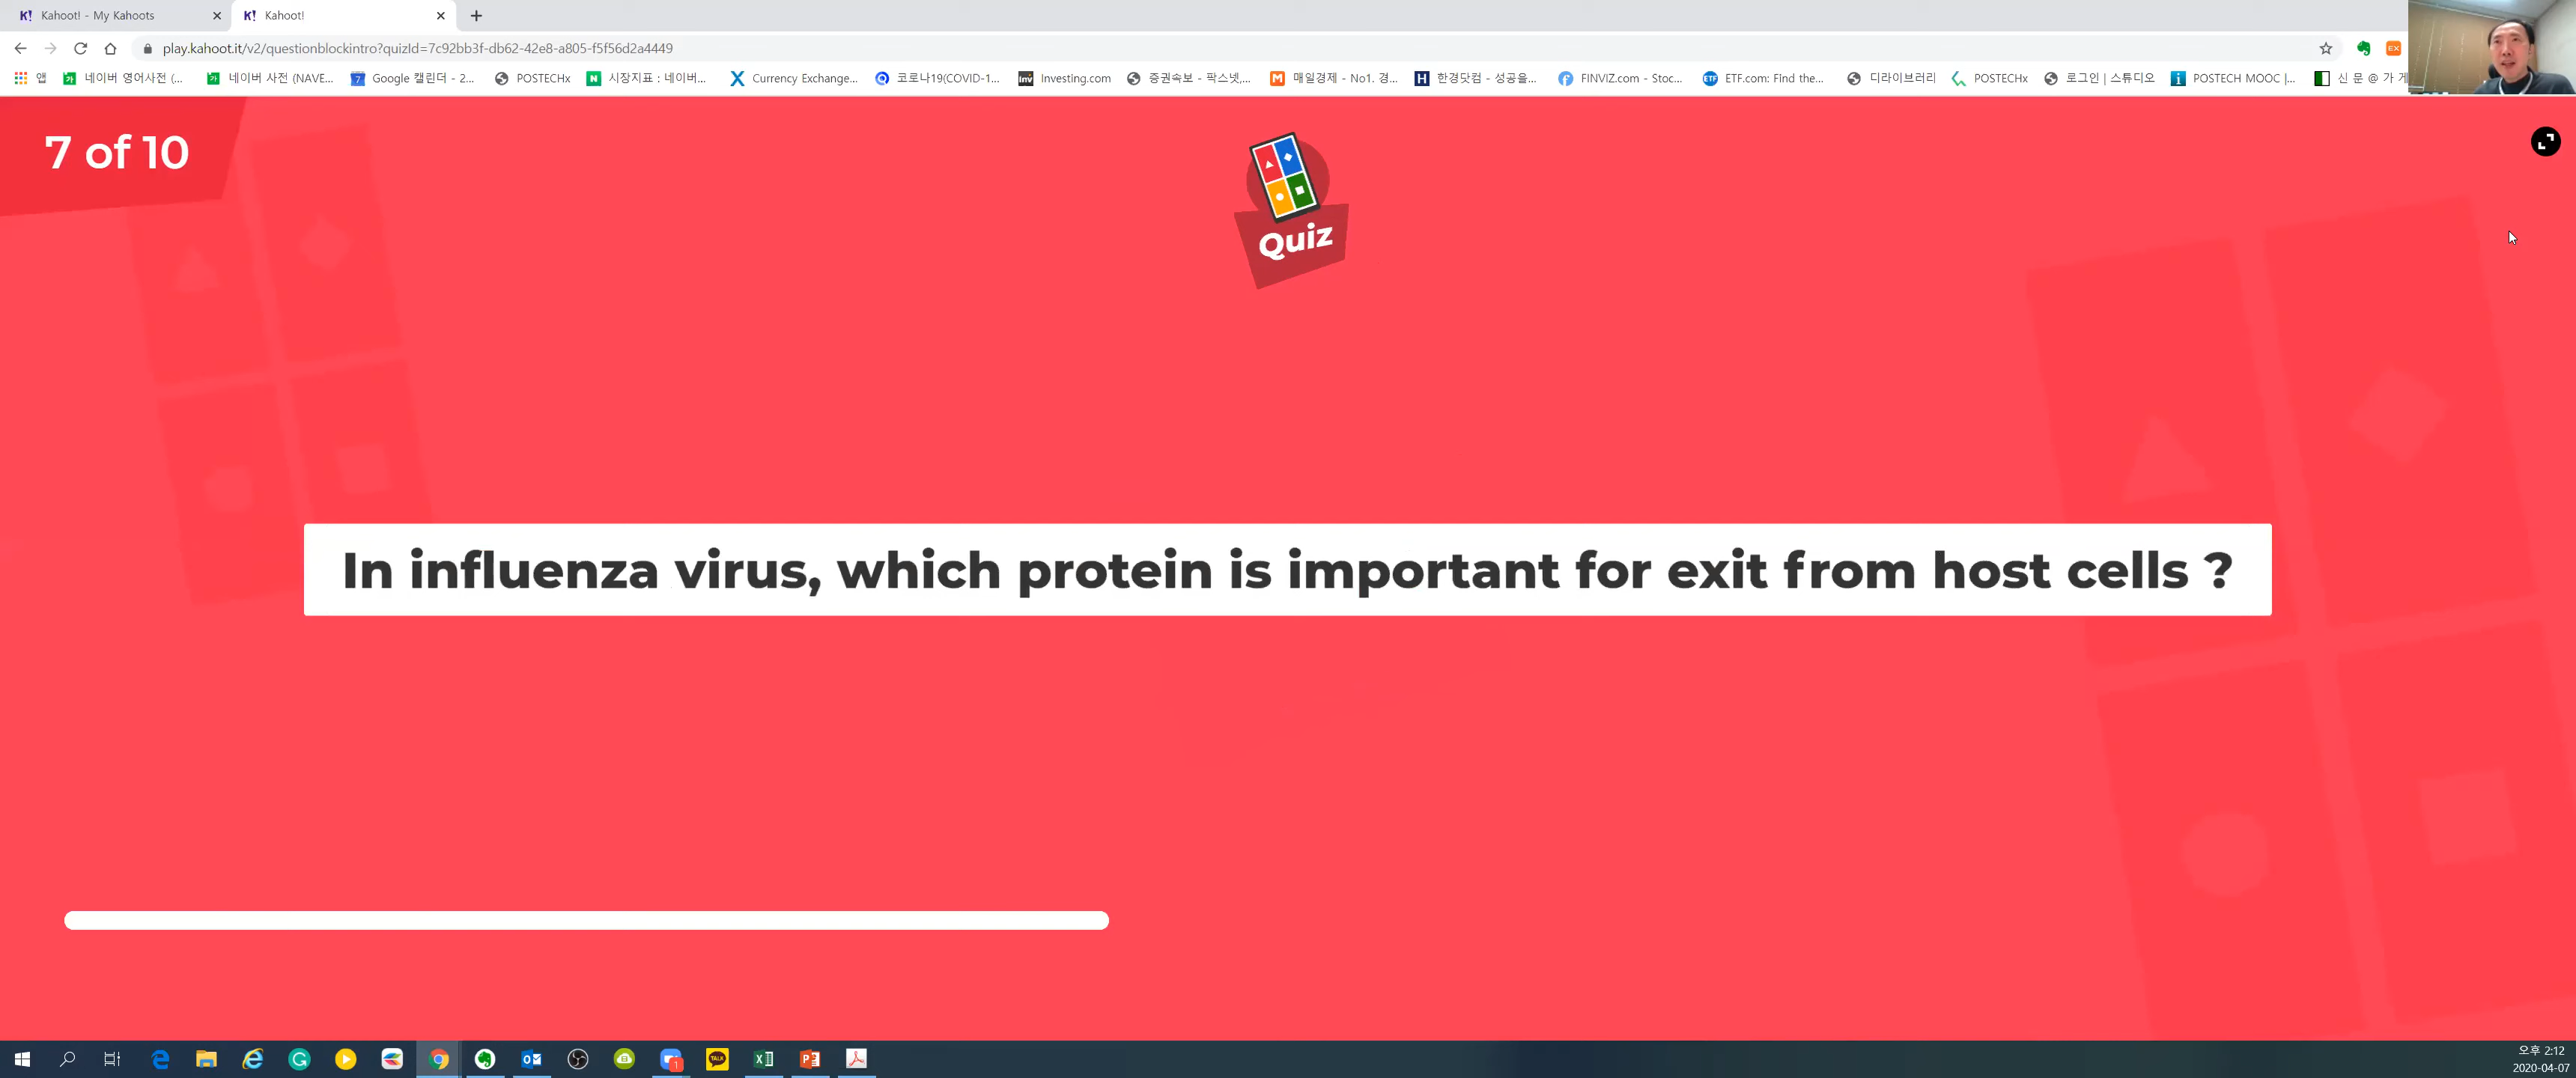 Kahoot! - My Kahoots
Kahoot!
play.kahoot.it/v2/questionblockintro?quizId=7c92bb3f-db62-42e8-a805-f5f56d2a4449
앱 네이버 영어사전 (... 네이버 사전 (NAVE... Google 캘린더 - 2... POSTECHx 시장지표 : 네이버... Currency Exchange... 코로나19(COVID-1... Investing.com 증권속보 - 팍스넷,... 매일경제 - No1. 경... 한경닷컴 - 성공을... FINVIZ.com - Stoc... ETF.com: Find the... 디라이브러리 POSTECHx 로그인 | 스튜디오 POSTECH MOOC |... 신 문 @ 가 게
7 of 10
Quiz
In influenza virus, which protein is important for exit from host cells ?
오후 2:12
2020-04-07